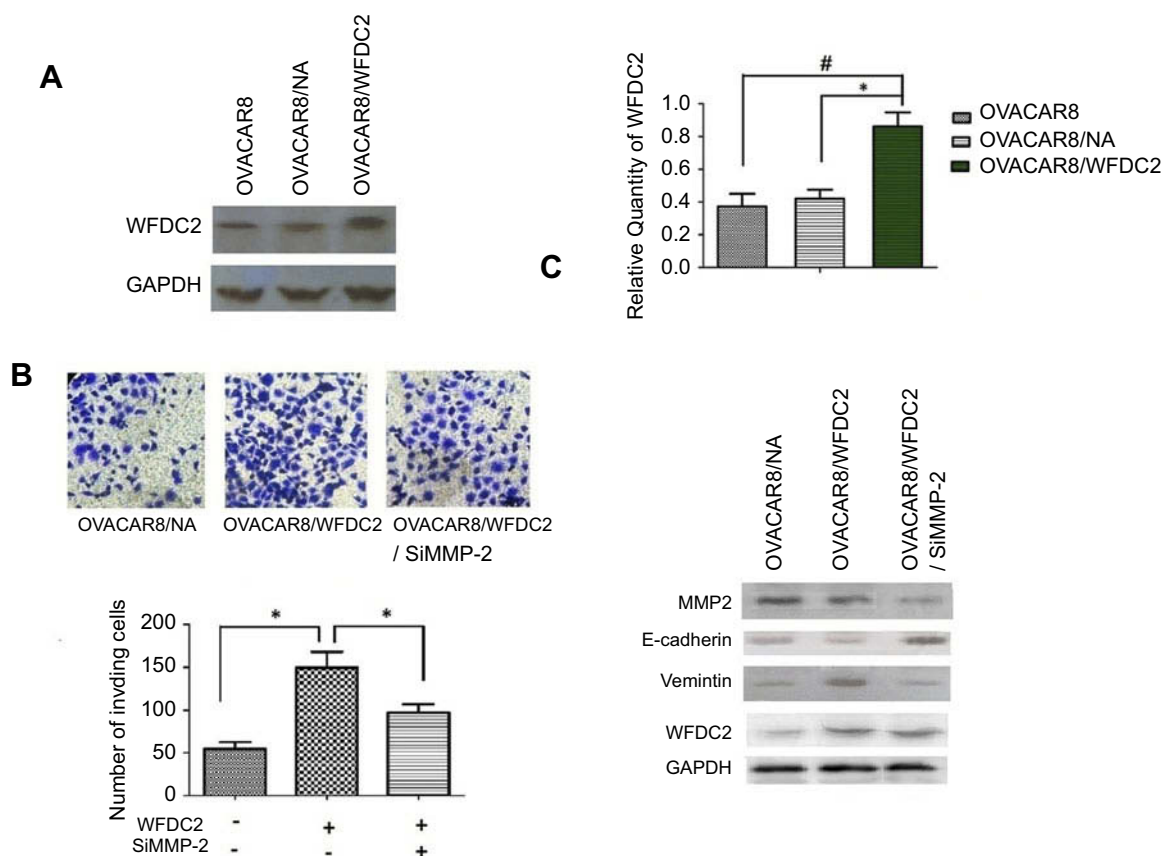 A
OVACAR8
OVACAR8/NA
OVACAR8/WFDC2
WFDC2
GAPDH
#
*
Relative Quantity of WFDC2
1.0
0.8
0.6
0.4
0.2
0.0
OVACAR8
OVACAR8/NA
OVACAR8/WFDC2
C
B
OVACAR8/NA
OVACAR8/WFDC2
OVACAR8/WFDC2
/ SiMMP-2
Number of invding cells
200
150
100
50
0
*
*
WFDC2 - + +
SiMMP-2 - - +
OVACAR8/NA
OVACAR8/WFDC2
OVACAR8/WFDC2
/ SiMMP-2
MMP2
E-cadherin
Vemintin
WFDC2
GAPDH